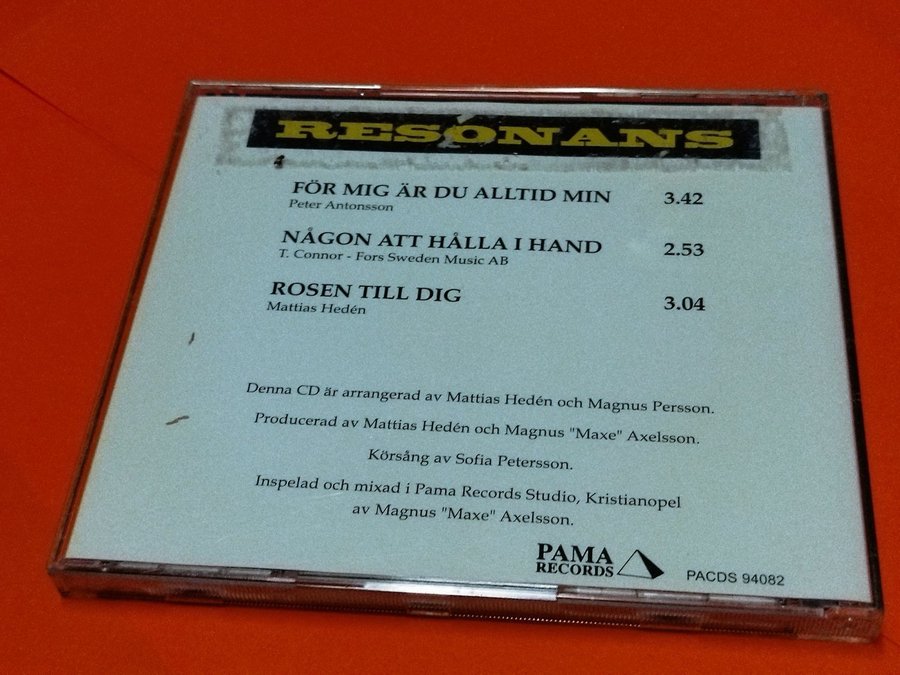 RESONANS
FÖR MIG ÄR DU ALLTID MIN 3.42
Peter Antonsson
NÅGON ATT HÅLLA I HAND 2.53
T. Connor - Fors Sweden Music AB
ROSEN TILL DIG 3.04
Mattias Hedén
Denna CD är arrangerad av Mattias Hedén och Magnus Persson.
Producerad av Mattias Hedén och Magnus "Maxe" Axelsson.
Körsång av Sofia Petersson.
Inspelad och mixad i Pama Records Studio, Kristianopel
av Magnus "Maxe" Axelsson.
PAMA
RECORDS
PACDS 94082